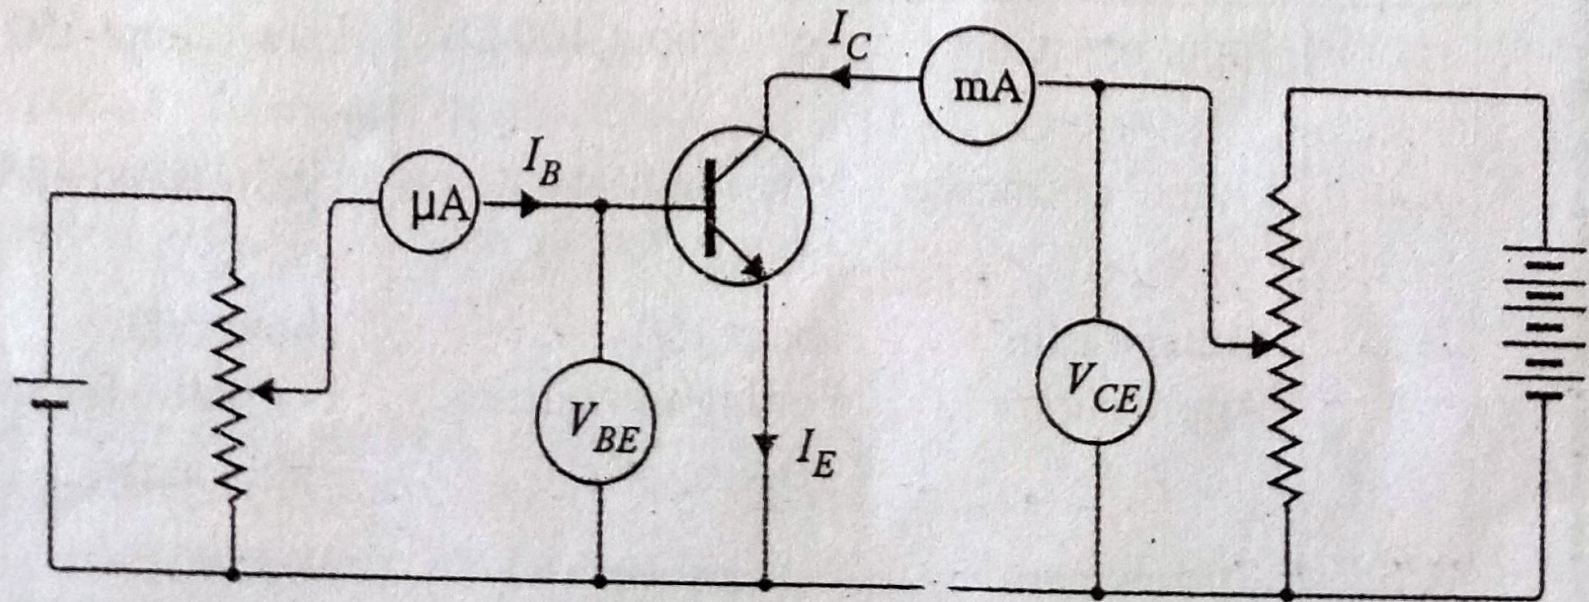 I_C
mA
I_B
μA
V_BE
V_CE
I_E